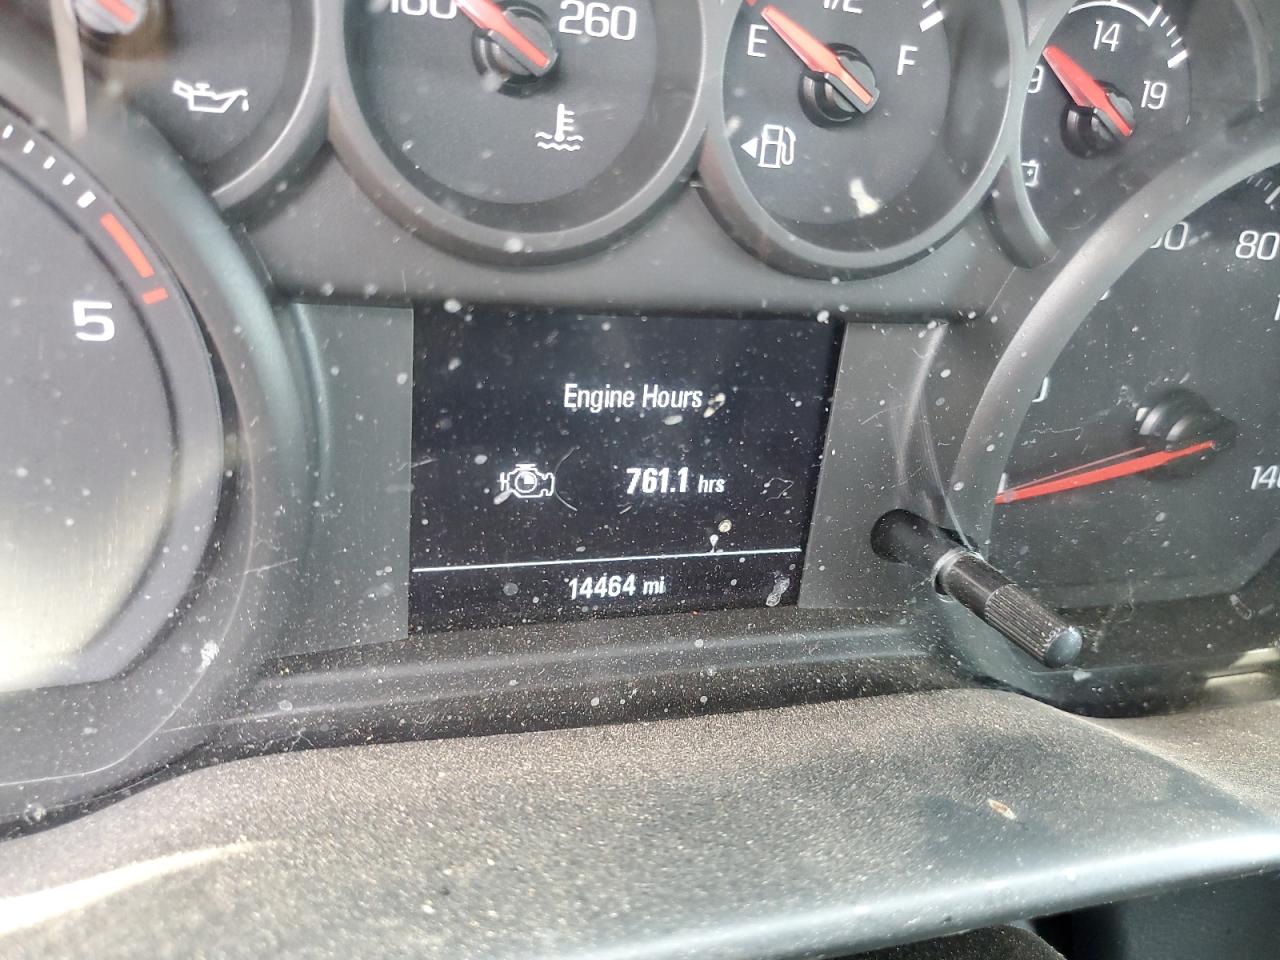 260
1/2
E
F
14
19
80
5
Engine Hours
761.1 hrs
14464 mi